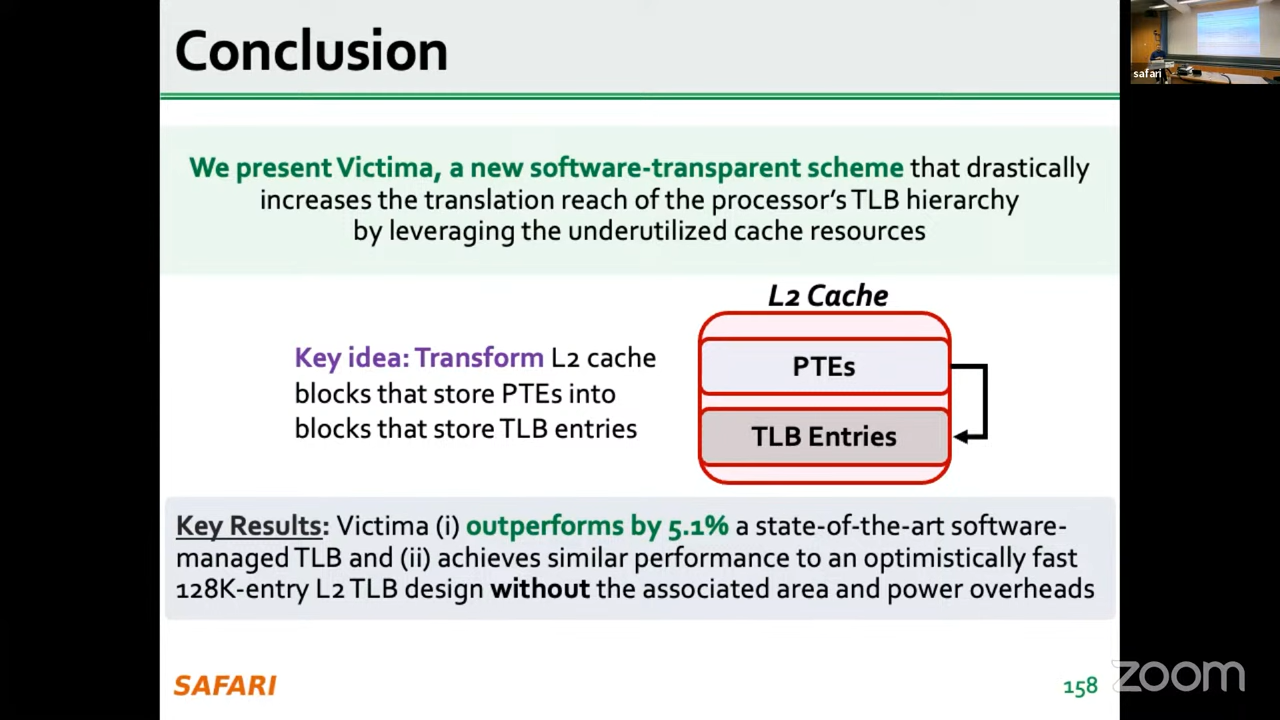 Conclusion
safari
We present Victima, a new software-transparent scheme that drastically
increases the translation reach of the processor's TLB hierarchy
by leveraging the underutilized cache resources
L2 Cache
Key idea: Transform L2 cache
blocks that store PTEs into
blocks that store TLB entries
PTEs
TLB Entries
Key Results: Victima (i) outperforms by 5.1% a state-of-the-art software-
managed TLB and (ii) achieves similar performance to an optimistically fast
128K-entry L2 TLB design without the associated area and power overheads
SAFARI
158
zoom